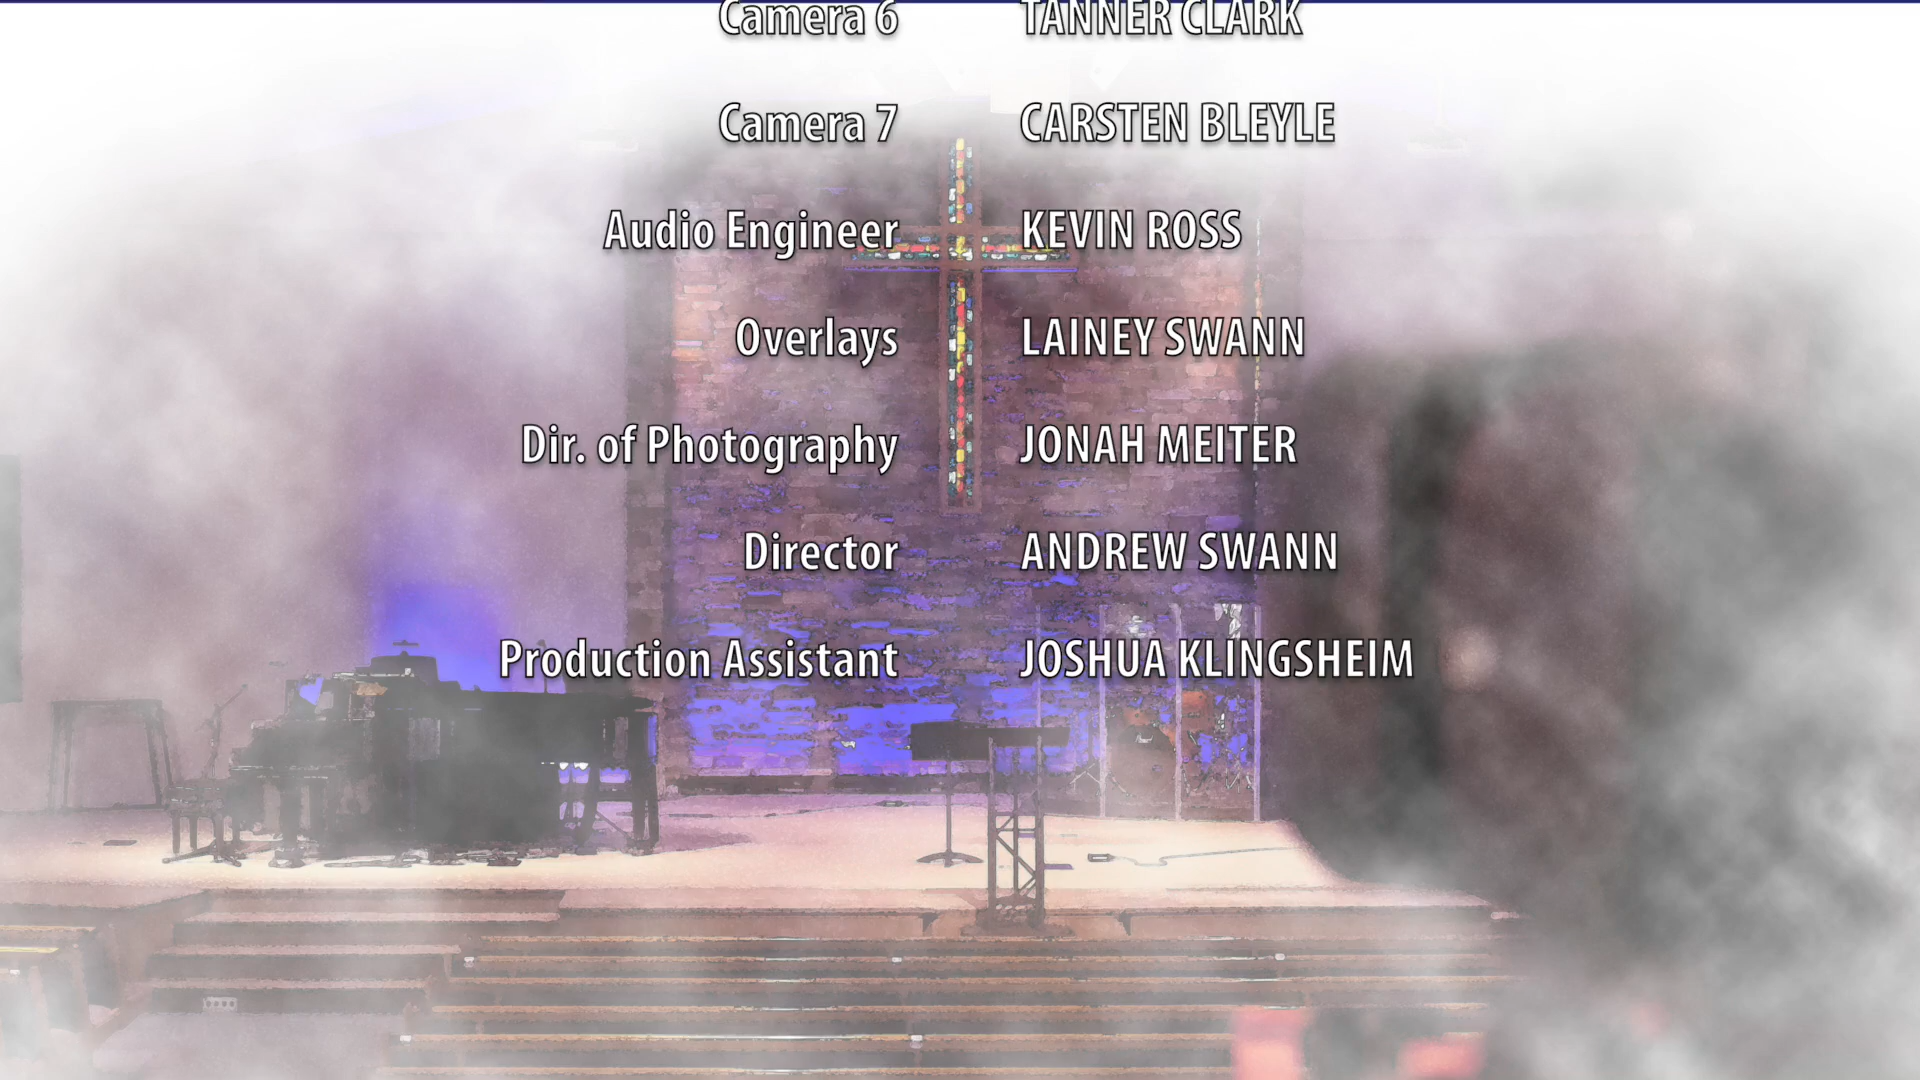 Camera 6 TANNER CLARK
Camera 7 CARSTEN BLEYLE
Audio Engineer KEVIN ROSS
Overlays LAINEY SWANN
Dir. of Photography JONAH MEITER
Director ANDREW SWANN
Production Assistant JOSHUA KLINGSHEIM